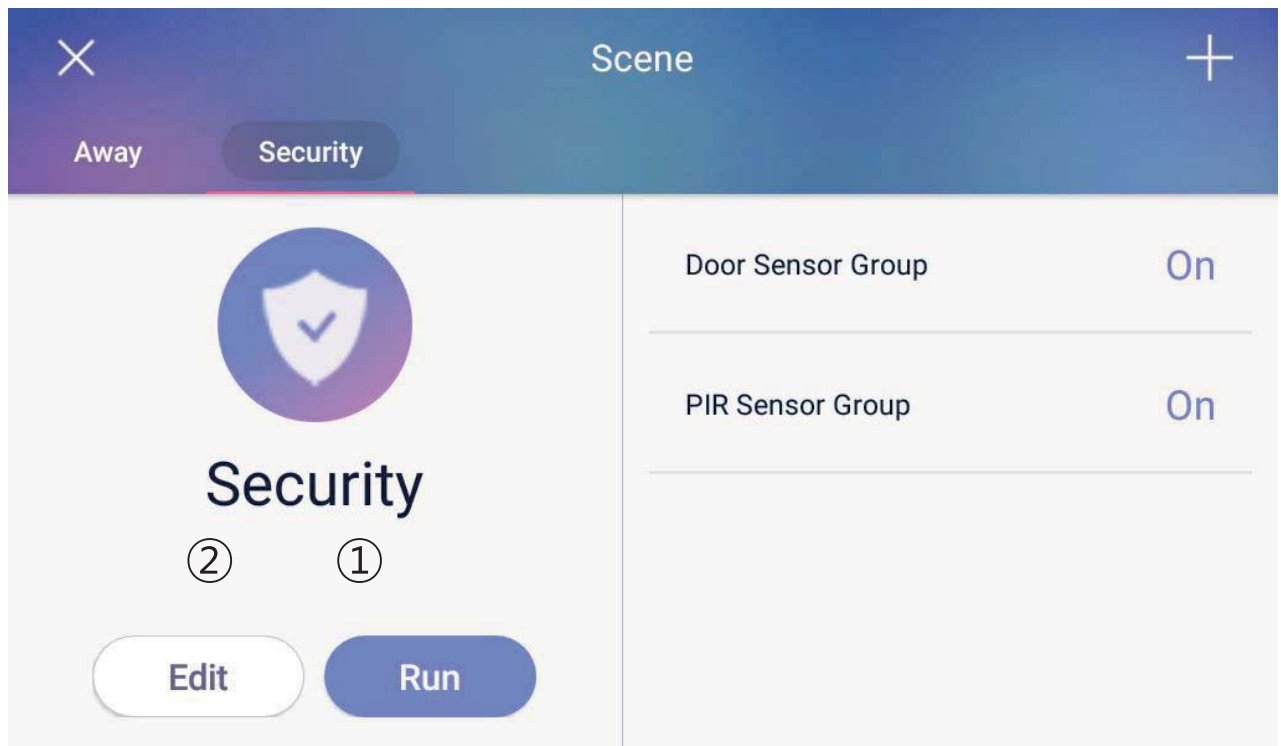 Scene
Away Security
Door Sensor Group On
PIR Sensor Group On
Security
② ①
Edit Run